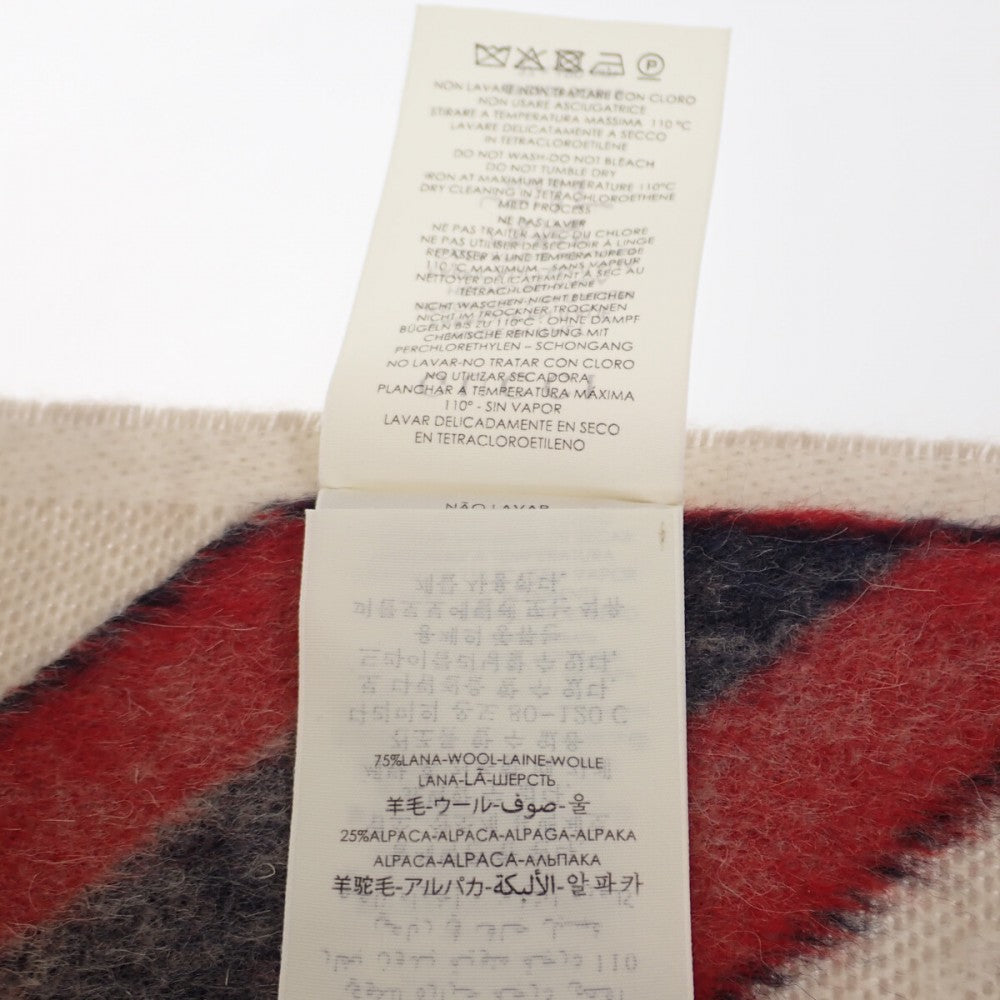 NON LAVARE-NON TRATTARE CON CLORO
NON USARE ASCIUGATRICE
STIRARE A TEMPERATURA MASSIMA 110 °C
LAVARE DELICATAMENTE A SECCO
IN TETRACLOROETILENE
DO NOT WASH-DO NOT BLEACH
DO NOT TUMBLE DRY
IRON AT MAXIMUM TEMPERATURE 110°C
DRY CLEANING IN TETRACHLOROETHENE
MILD PROCESS
NE PAS LAVER
NE PAS TRAITER AVEC DU CHLORE
NE PAS UTILISER DE SÉCHOIR À LINGE
REPASSER À UNE TEMPÉRATURE DE
110 °C MAXIMUM – SANS VAPEUR
NETTOYER DÉLICATEMENT À SEC AU
TÉTRACHLOÉTHYLÈNE
NICHT WASCHEN-NICHT BLEICHEN
NICHT IM TROCKNER TROCKNEN
BÜGELN BIS ZU 110°C - OHNE DAMPF
CHEMISCHE REINIGUNG MIT
PERCHLORETHYLEN – SCHONGANG
NO LAVAR-NO TRATAR CON CLORO
NO UTILIZAR SECADORA
PLANCHAR A TEMPERATURA MÁXIMA
110° - SIN VAPOR
LAVAR DELICADAMENTE EN SECO
EN TETRACLOROETILENO
NÃO LAVAR
75%LANA-WOOL-LAINE-WOLLE
LANA-LÃ-ШЕРСТЬ
羊毛-ウール-صوف-울
25%ALPACA-ALPACA-ALPAGA-ALPAKA
ALPACA-ALPACA-АЛЬПАКА
羊驼毛-アルパカ-الألبكة-알파카